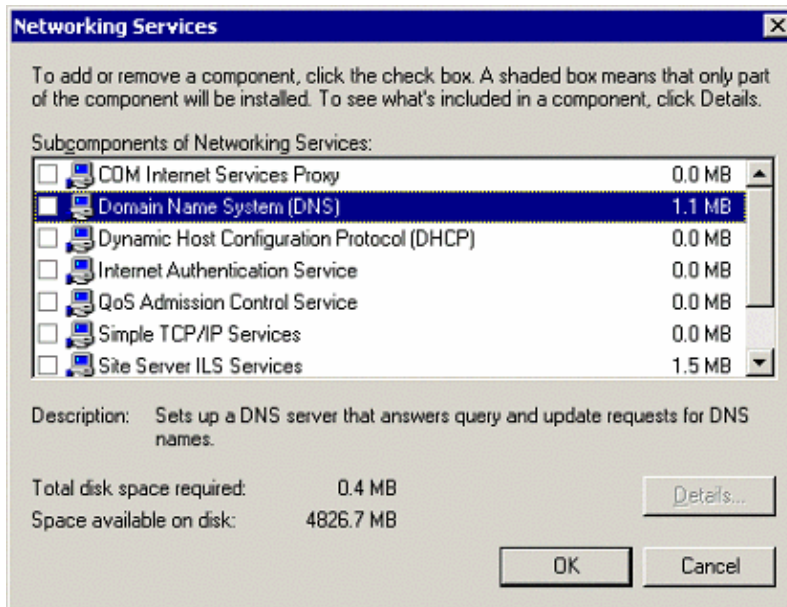 Networking Services
To add or remove a component, click the check box. A shaded box means that only part
of the component will be installed. To see what's included in a component, click Details.
Subcomponents of Networking Services:
COM Internet Services Proxy 0.0 MB
Domain Name System (DNS) 1.1 MB
Dynamic Host Configuration Protocol (DHCP) 0.0 MB
Internet Authentication Service 0.0 MB
QoS Admission Control Service 0.0 MB
Simple TCP/IP Services 0.0 MB
Site Server ILS Services 1.5 MB
Description: Sets up a DNS server that answers query and update requests for DNS
names.
Total disk space required: 0.4 MB
Space available on disk: 4826.7 MB
Details...
OK Cancel